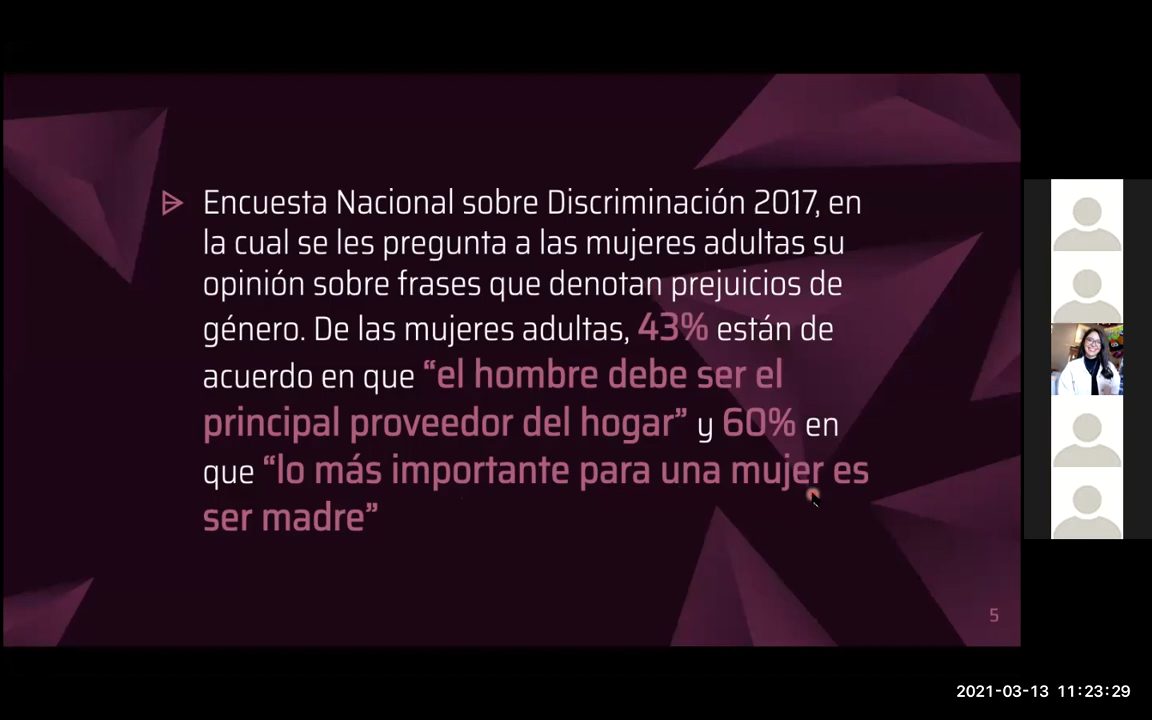 Encuesta Nacional sobre Discriminación 2017, en
la cual se les pregunta a las mujeres adultas su
opinión sobre frases que denotan prejuicios de
género. De las mujeres adultas, 43% están de
acuerdo en que “el hombre debe ser el
principal proveedor del hogar” y 60% en
que “lo más importante para una mujer es
ser madre”
5
2021-03-13 11:23:29